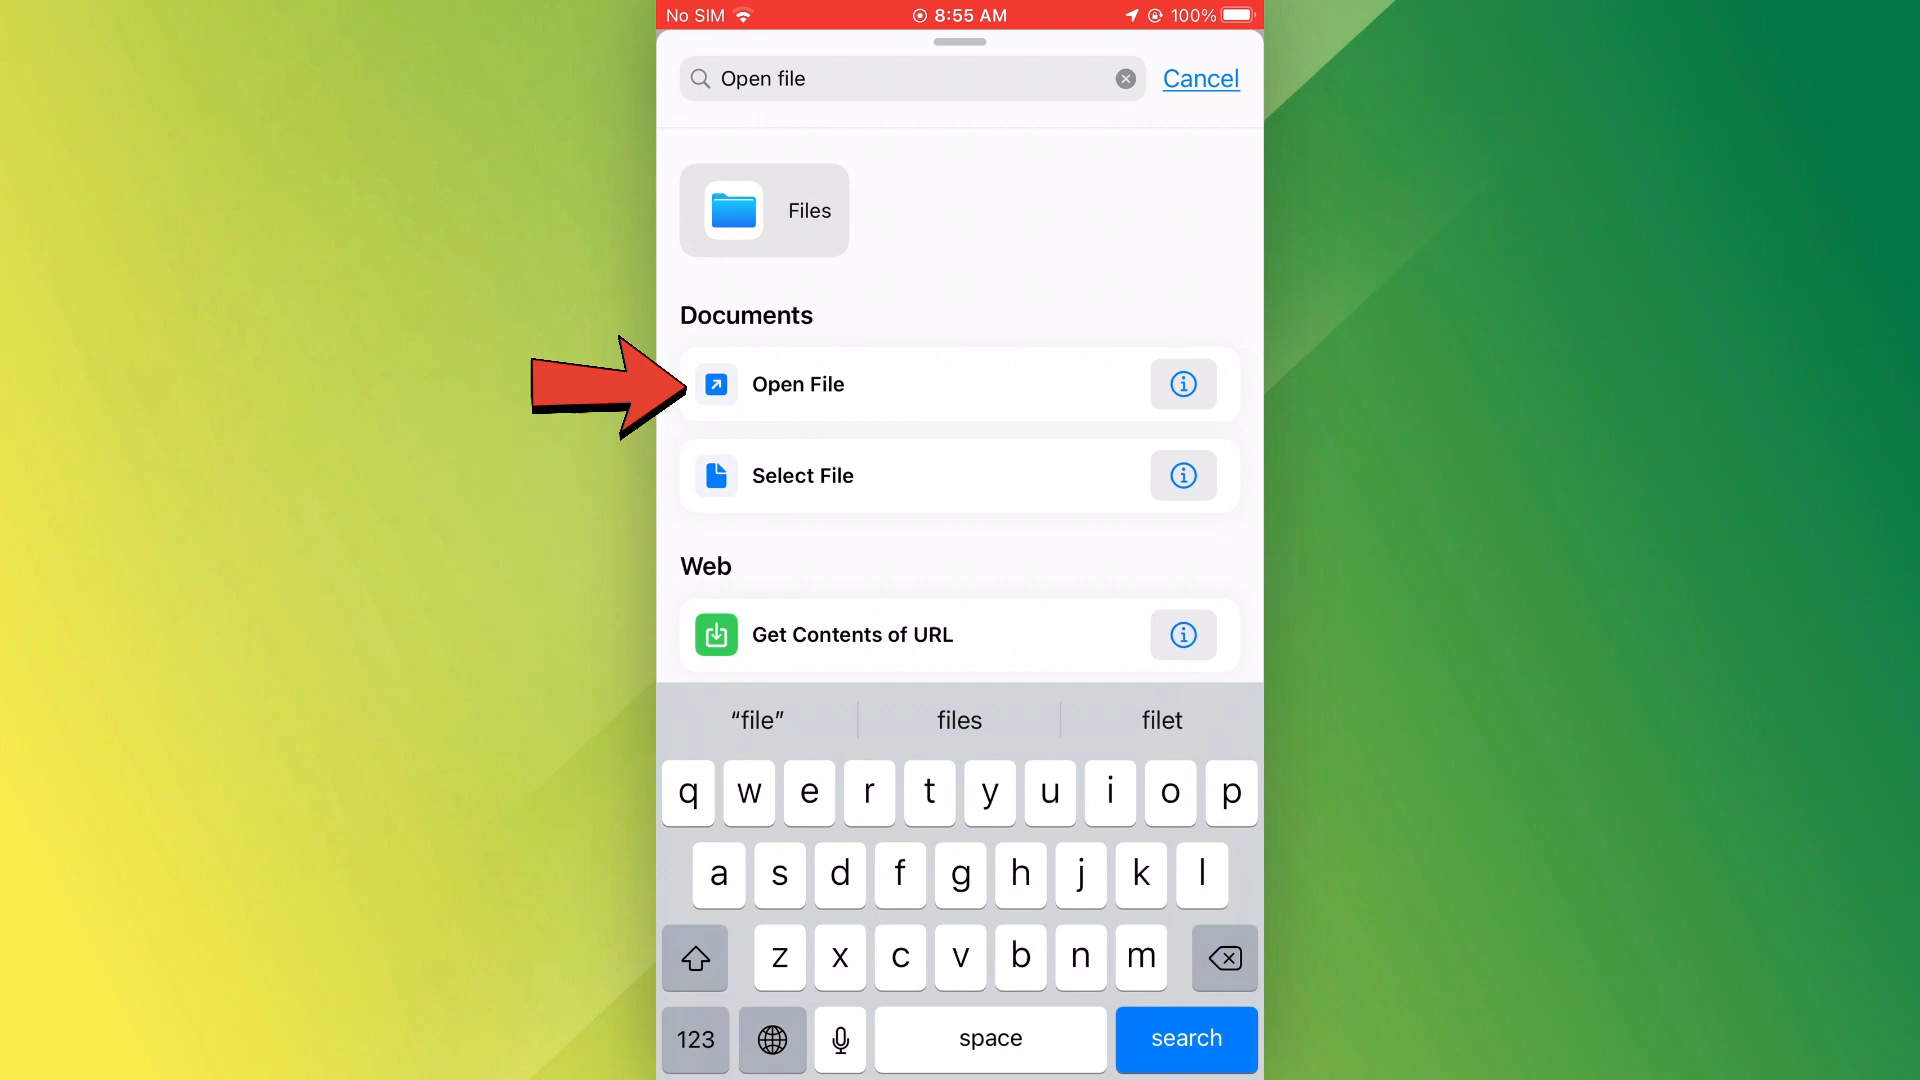 No SIM 8:55 AM 100%
Open file Cancel
Files
Documents
Open File
Select File
Web
Get Contents of URL
“file” files filet
q w e r t y u i o p
a s d f g h j k l
z x c v b n m
123 space search